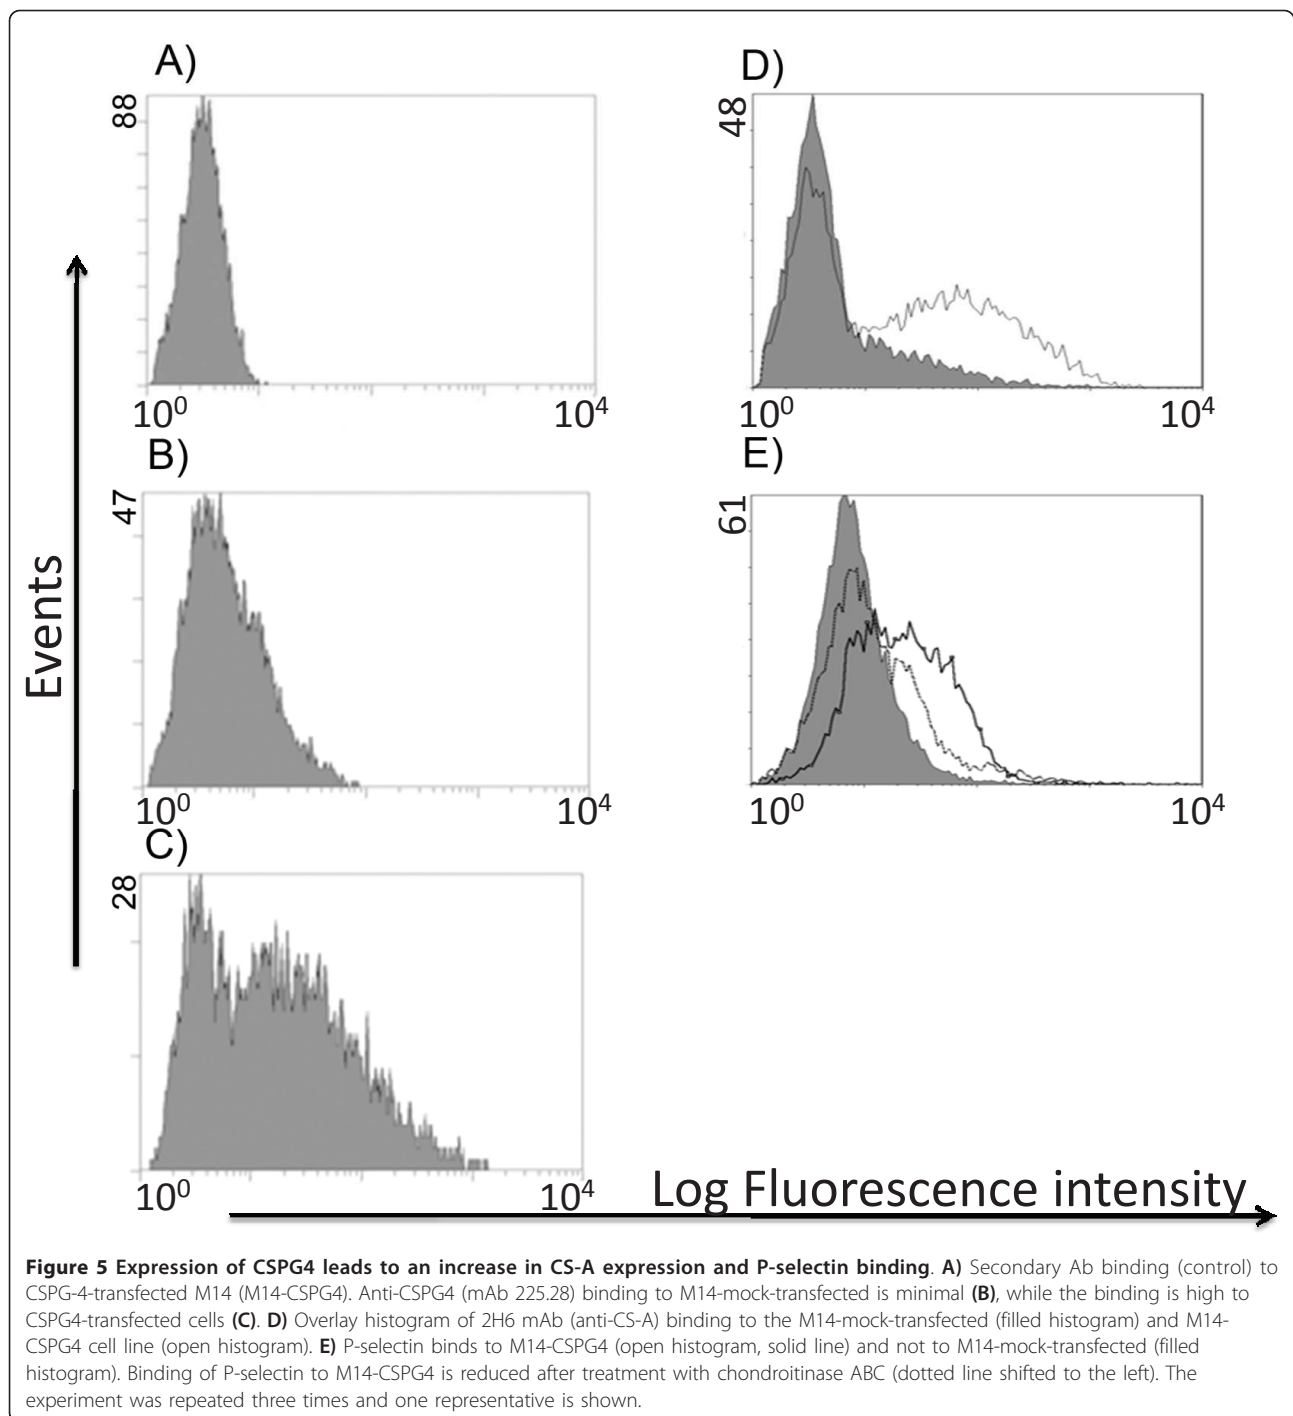 A)
88
10⁰ 10⁴
B)
47
10⁰ 10⁴
C)
28
10⁰ 10⁴
D)
48
10⁰ 10⁴
E)
61
10⁰ 10⁴
Events
Log Fluorescence intensity
Figure 5 Expression of CSPG4 leads to an increase in CS-A expression and P-selectin binding. A) Secondary Ab binding (control) to
CSPG-4-transfected M14 (M14-CSPG4). Anti-CSPG4 (mAb 225.28) binding to M14-mock-transfected is minimal (B), while the binding is high to
CSPG4-transfected cells (C). D) Overlay histogram of 2H6 mAb (anti-CS-A) binding to the M14-mock-transfected (filled histogram) and M14-
CSPG4 cell line (open histogram). E) P-selectin binds to M14-CSPG4 (open histogram, solid line) and not to M14-mock-transfected (filled
histogram). Binding of P-selectin to M14-CSPG4 is reduced after treatment with chondroitinase ABC (dotted line shifted to the left). The
experiment was repeated three times and one representative is shown.